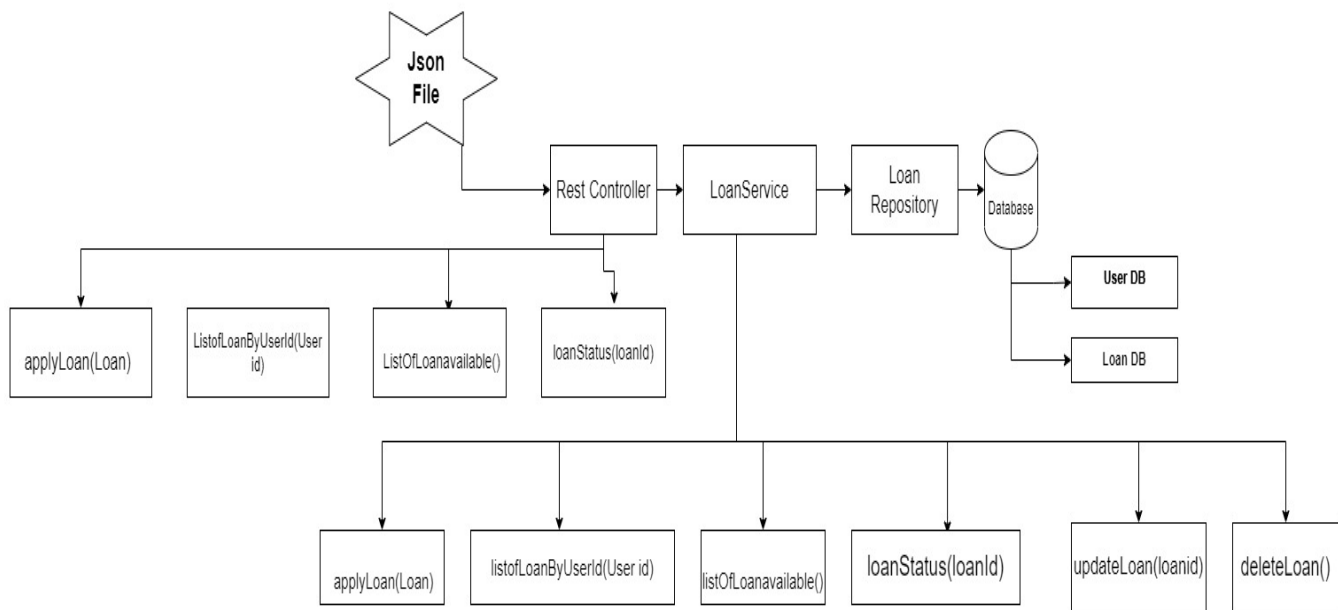 Json
File
Rest Controller
LoanService
Loan
Repository
Database
User DB
Loan DB
applyLoan(Loan)
ListofLoanByUserId(User
id)
ListOfLoanavailable()
loanStatus(loanId)
applyLoan(Loan)
listofLoanByUserId(User id)
listOfLoanavailable()
loanStatus(loanId)
updateLoan(loanid)
deleteLoan()